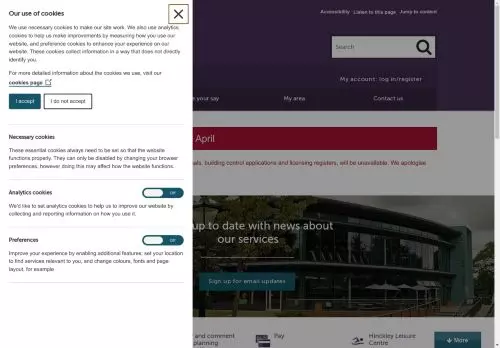 Our use of cookies
We use necessary cookies to make our site work. We also use analytics
cookies to help us make improvements by measuring how you use our
website, and preference cookies to enhance your experience on our
website. These cookies collect information in a way that does not directly
identify you.
For more detailed information about the cookies we use, visit our
cookies page
I accept
I do not accept
Necessary cookies
These essential cookies always need to be set so that the website
functions properly. They can only be disabled by changing your browser
preferences, however doing this may affect how the website functions.
Analytics cookies
Off
We'd like to set analytics cookies to help us to improve our website by
collecting and reporting information on how you use it.
Preferences
Off
Improve your experience by enabling additional features; set your location
to find services relevant to you, and change colours, fonts and page
layout, for example
Accessibility Listen to this page Jump to content
Search
My account: log in/register
your say
My area
Contact us
April
building control applications and licensing registers, will be unavailable. We apologise
up to date with news about
our services
Sign up for email updates
and comment
planning
Pay
Hinckley Leisure
Centre
More